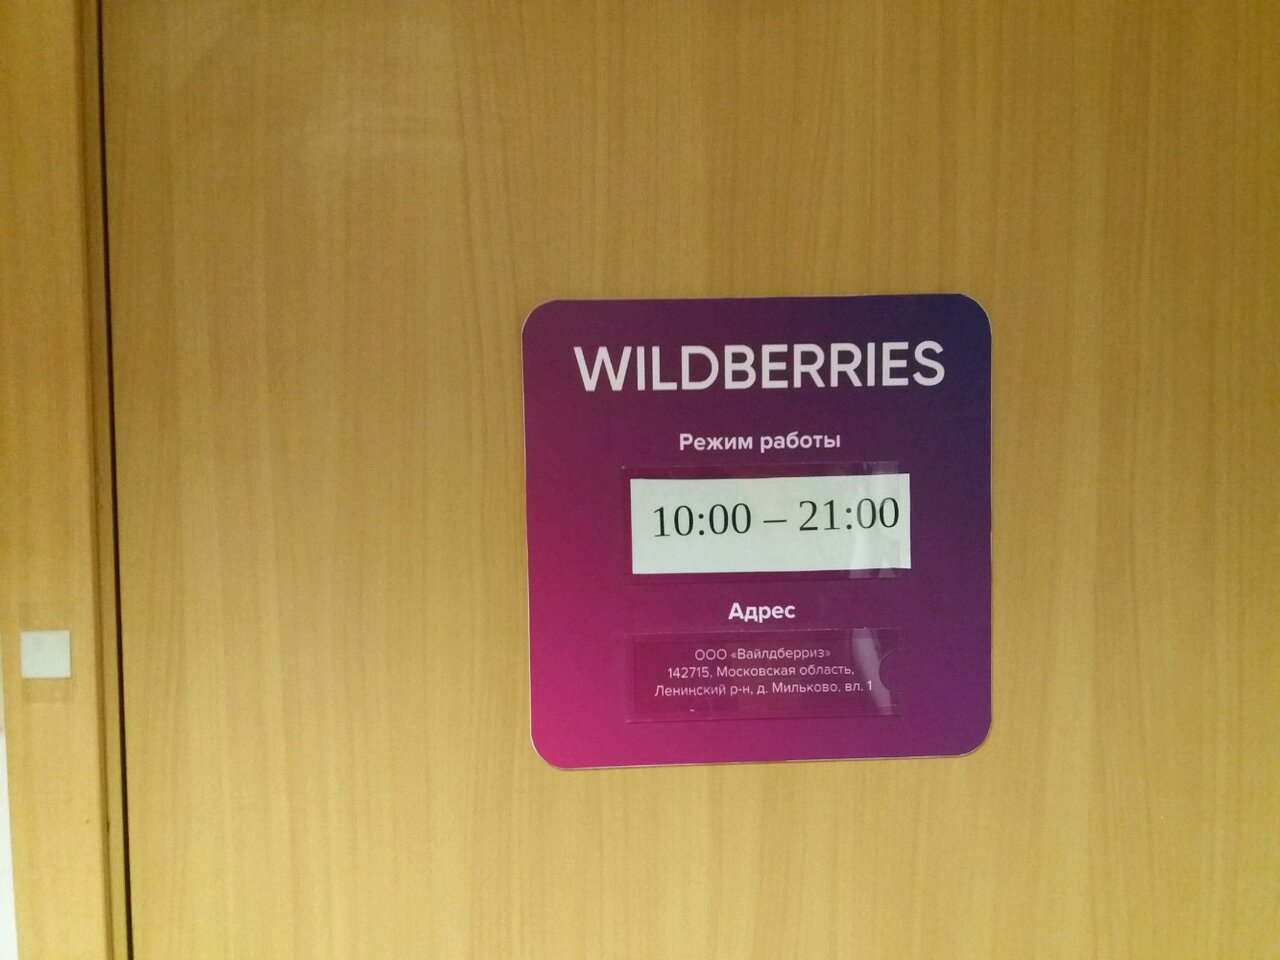 WILDBERRIES
Режим работы
10:00 – 21:00
Адрес
ООО «Вайлдберриз»
142715, Московская область,
Ленинский р-н, д. Мильково, вл. 1